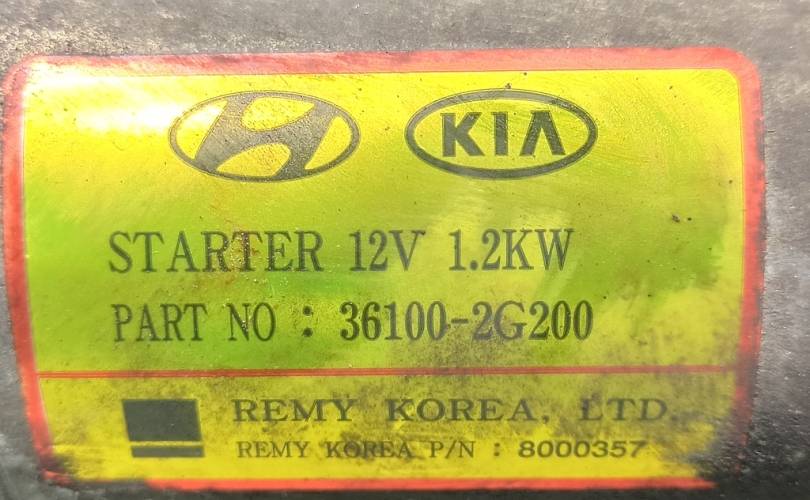 KIA
STARTER 12V 1.2KW
PART NO : 36100-2G200
REMY KOREA, LTD.
REMY KOREA P/N : 8000357